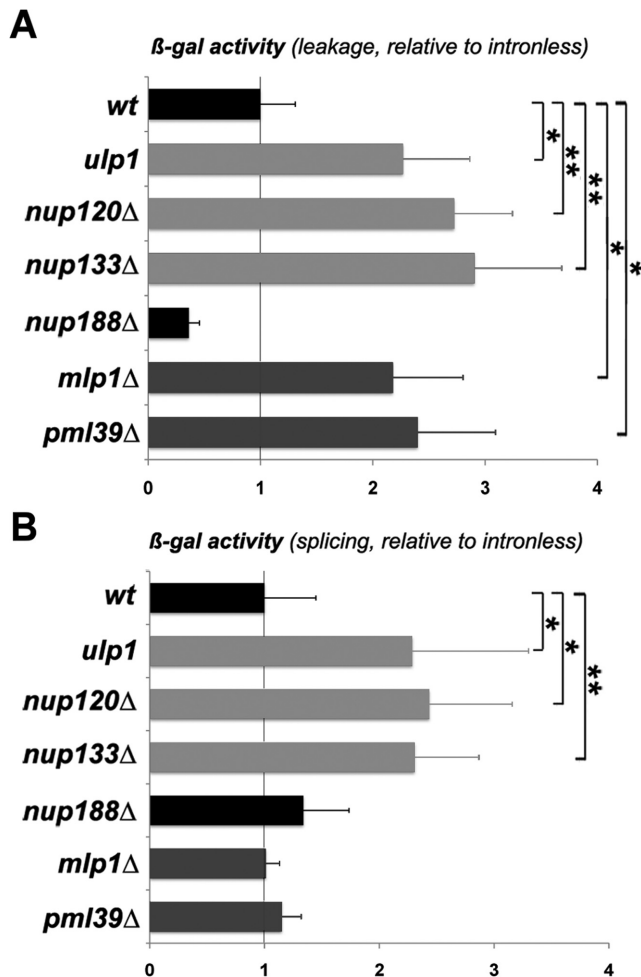 A
ß-gal activity (leakage, relative to intronless)
wt
ulp1
nup120Δ
nup133Δ
nup188Δ
mlp1Δ
pml39Δ
* ** ** * *
0 1 2 3 4
B
ß-gal activity (splicing, relative to intronless)
wt
ulp1
nup120Δ
nup133Δ
nup188Δ
mlp1Δ
pml39Δ
* * **
0 1 2 3 4